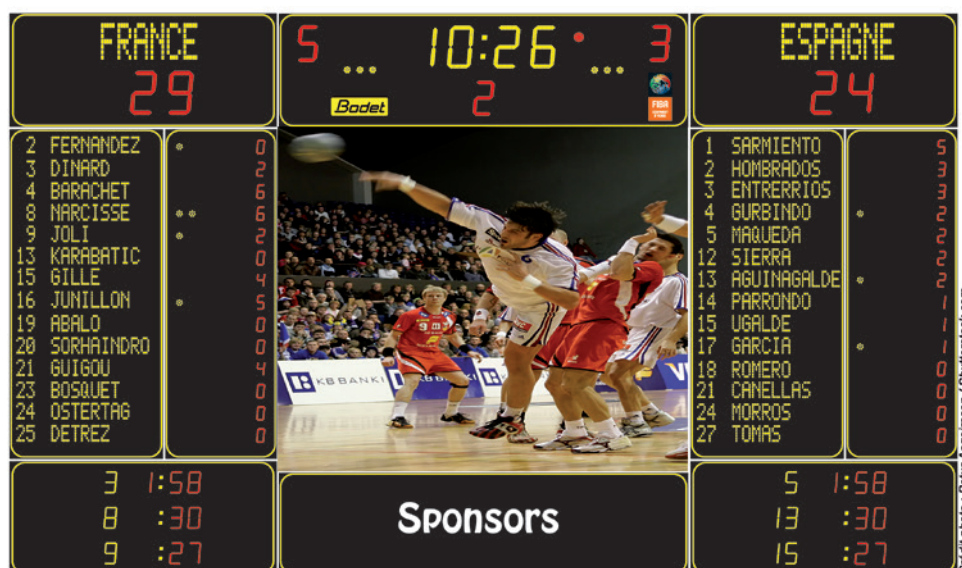 FRANCE
29
5 10:26 3
Bodet 2
FIBA
ESPAGNE
24
2 FERNANDEZ 0
3 DINARD 2
4 BARACHET 6
8 NARCISSE 6
9 JOLI 2
13 KARABATIC 0
15 GILLE 4
16 JUNILLON 5
19 ABALO 0
20 SORHAINDRO 0
21 GUIGOU 4
23 BOSQUET 0
24 OSTERTAG 0
25 DETREZ 0
KB BANKI
1 SARMIENTO 5
2 HOMBRADOS 3
3 ENTRERRIOS 3
4 GURBINDO 2
5 MAQUEDA 2
12 SIERRA 2
13 AGUINAGALDE 2
14 PARRONDO 1
15 UGALDE 1
17 GARCIA 1
18 ROMERO 0
21 CANELLAS 0
24 MORROS 0
27 TOMAS 0
3 1:58
8 :30
9 :27
Sponsors
5 1:58
13 :30
15 :27